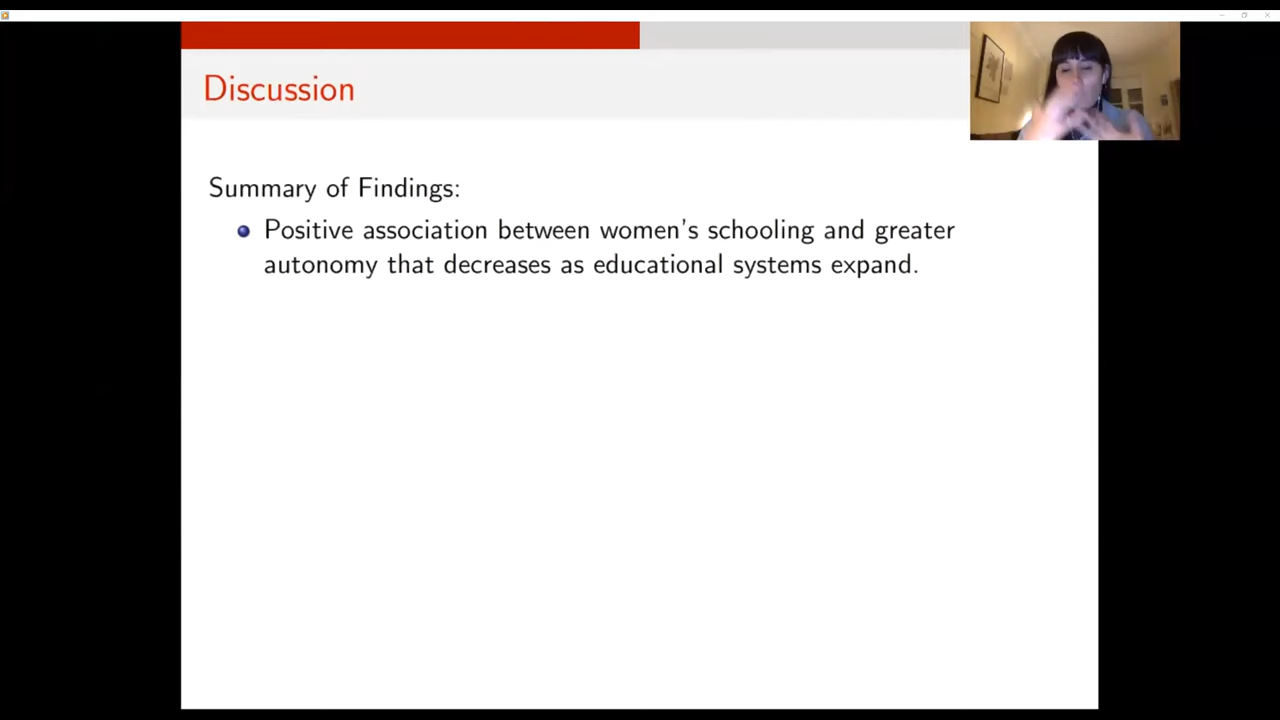 Discussion
Summary of Findings:
Positive association between women's schooling and greater
autonomy that decreases as educational systems expand.